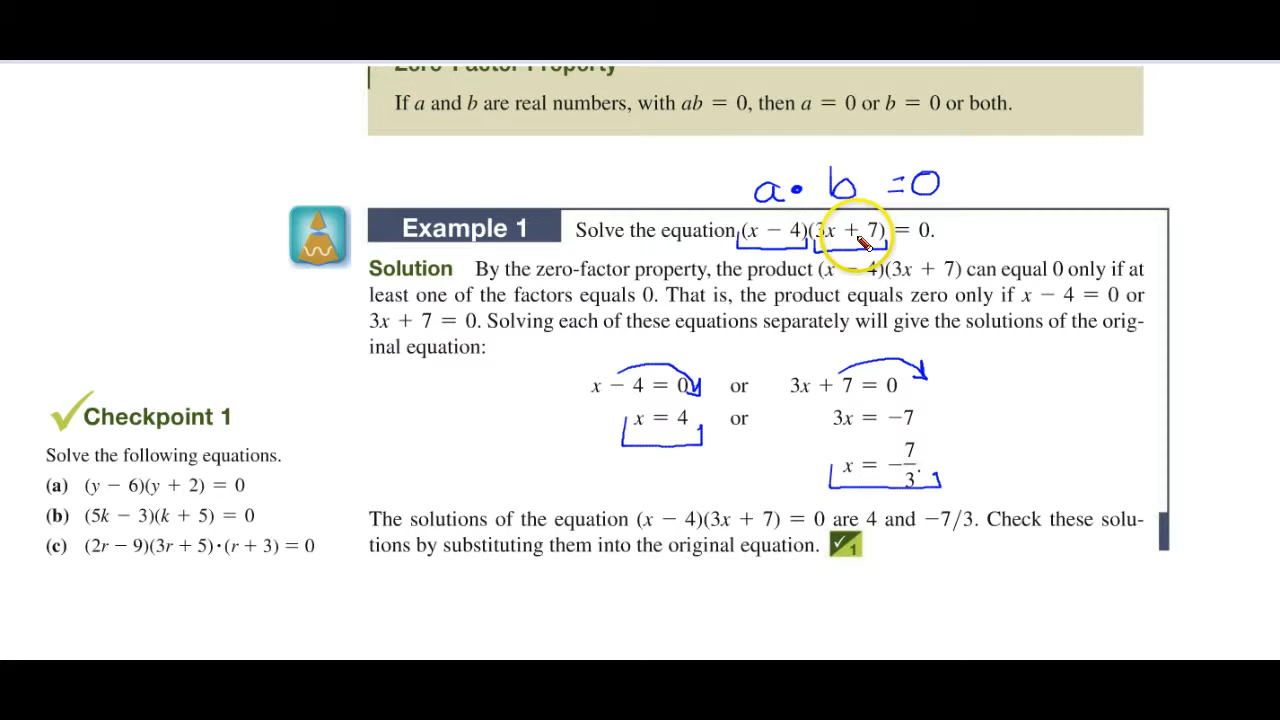 Zero-Factor Property
If a and b are real numbers, with ab = 0, then a = 0 or b = 0 or both.
a · b = 0
Example 1
Solve the equation (x − 4)(3x + 7) = 0.
Solution By the zero-factor property, the product (x − 4)(3x + 7) can equal 0 only if at
least one of the factors equals 0. That is, the product equals zero only if x − 4 = 0 or
3x + 7 = 0. Solving each of these equations separately will give the solutions of the orig-
inal equation:
x − 4 = 0 or 3x + 7 = 0
x = 4 or 3x = −7
x = −7/3.
The solutions of the equation (x − 4)(3x + 7) = 0 are 4 and −7/3. Check these solu-
tions by substituting them into the original equation. ✓1
✓Checkpoint 1
Solve the following equations.
(a) (y − 6)(y + 2) = 0
(b) (5k − 3)(k + 5) = 0
(c) (2r − 9)(3r + 5)·(r + 3) = 0